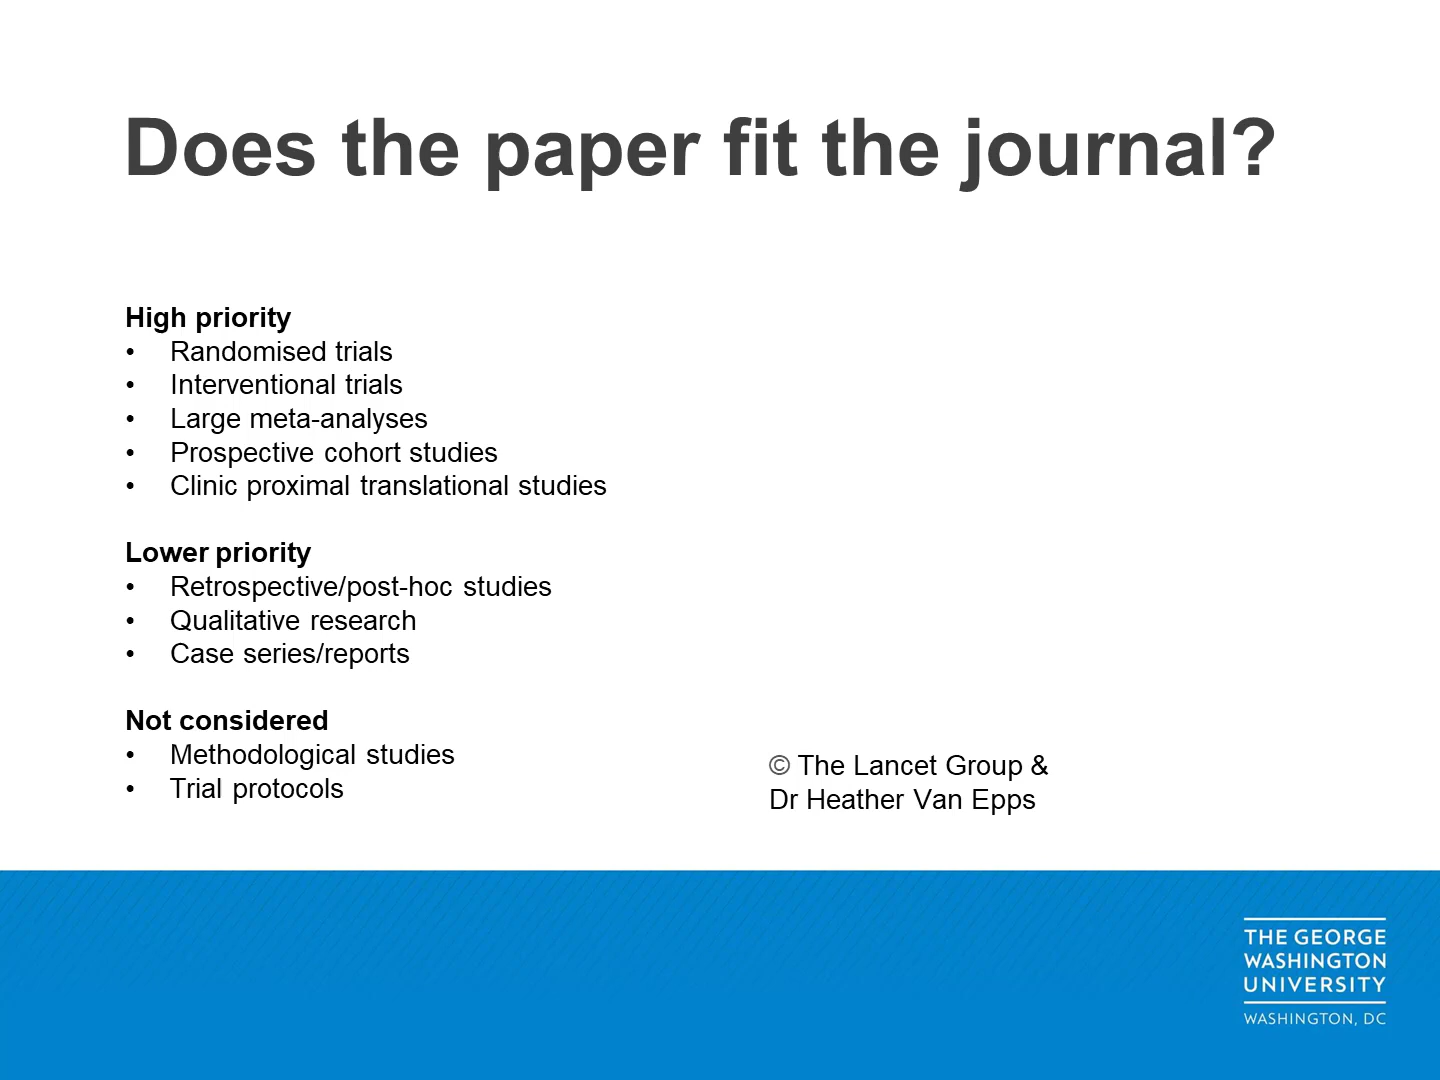 Does the paper fit the journal?
High priority
• Randomised trials
• Interventional trials
• Large meta-analyses
• Prospective cohort studies
• Clinic proximal translational studies
Lower priority
• Retrospective/post-hoc studies
• Qualitative research
• Case series/reports
Not considered
• Methodological studies
• Trial protocols
© The Lancet Group &
Dr Heather Van Epps
THE GEORGE
WASHINGTON
UNIVERSITY
WASHINGTON, DC